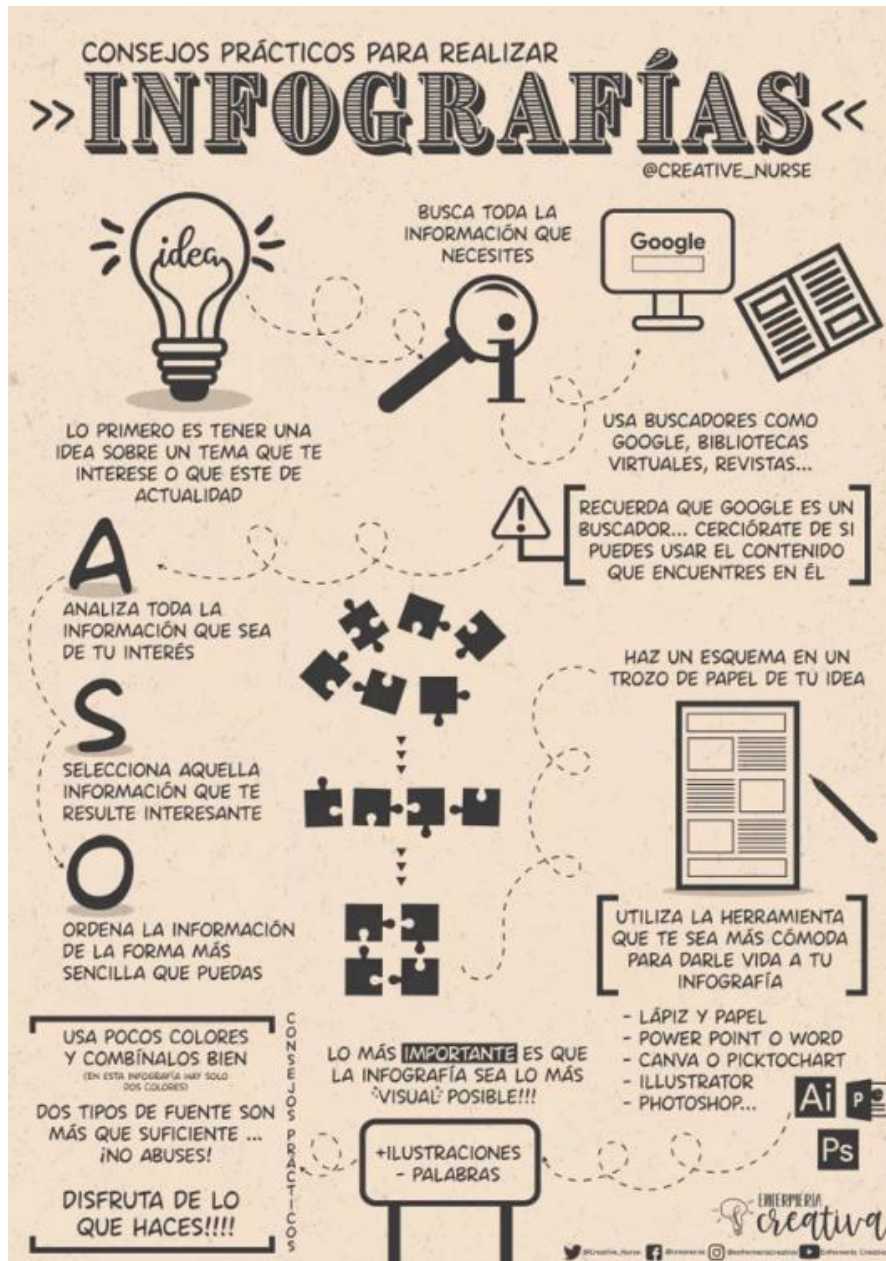 CONSEJOS PRÁCTICOS PARA REALIZAR
>> INFOGRAFÍAS <<
@CREATIVE_NURSE
idea
LO PRIMERO ES TENER UNA
IDEA SOBRE UN TEMA QUE TE
INTERESE O QUE ESTE DE
ACTUALIDAD
BUSCA TODA LA
INFORMACIÓN QUE
NECESITES
i
Google
USA BUSCADORES COMO
GOOGLE, BIBLIOTECAS
VIRTUALES, REVISTAS...
!
RECUERDA QUE GOOGLE ES UN
BUSCADOR... CERCIÓRATE DE SI
PUEDES USAR EL CONTENIDO
QUE ENCUENTRES EN ÉL
A
ANALIZA TODA LA
INFORMACIÓN QUE SEA
DE TU INTERÉS
S
SELECCIONA AQUELLA
INFORMACIÓN QUE TE
RESULTE INTERESANTE
O
ORDENA LA INFORMACIÓN
DE LA FORMA MÁS
SENCILLA QUE PUEDAS
HAZ UN ESQUEMA EN UN
TROZO DE PAPEL DE TU IDEA
UTILIZA LA HERRAMIENTA
QUE TE SEA MÁS CÓMODA
PARA DARLE VIDA A TU
INFOGRAFÍA
- LÁPIZ Y PAPEL
- POWER POINT O WORD
- CANVA O PICKTOCHART
- ILLUSTRATOR
- PHOTOSHOP...
Ai
P
Ps
LO MÁS IMPORTANTE ES QUE
LA INFOGRAFÍA SEA LO MÁS
VISUAL POSIBLE!!!
+ILUSTRACIONES
- PALABRAS
CONSEJOS PRÁCTICOS
USA POCOS COLORES
Y COMBÍNALOS BIEN
(EN ESTA INFOGRAFÍA HAY SOLO
DOS COLORES)
DOS TIPOS DE FUENTE SON
MÁS QUE SUFICIENTE ...
¡NO ABUSES!
DISFRUTA DE LO
QUE HACES!!!!
ENFERMERÍA
creativa
@Creative_Nurse